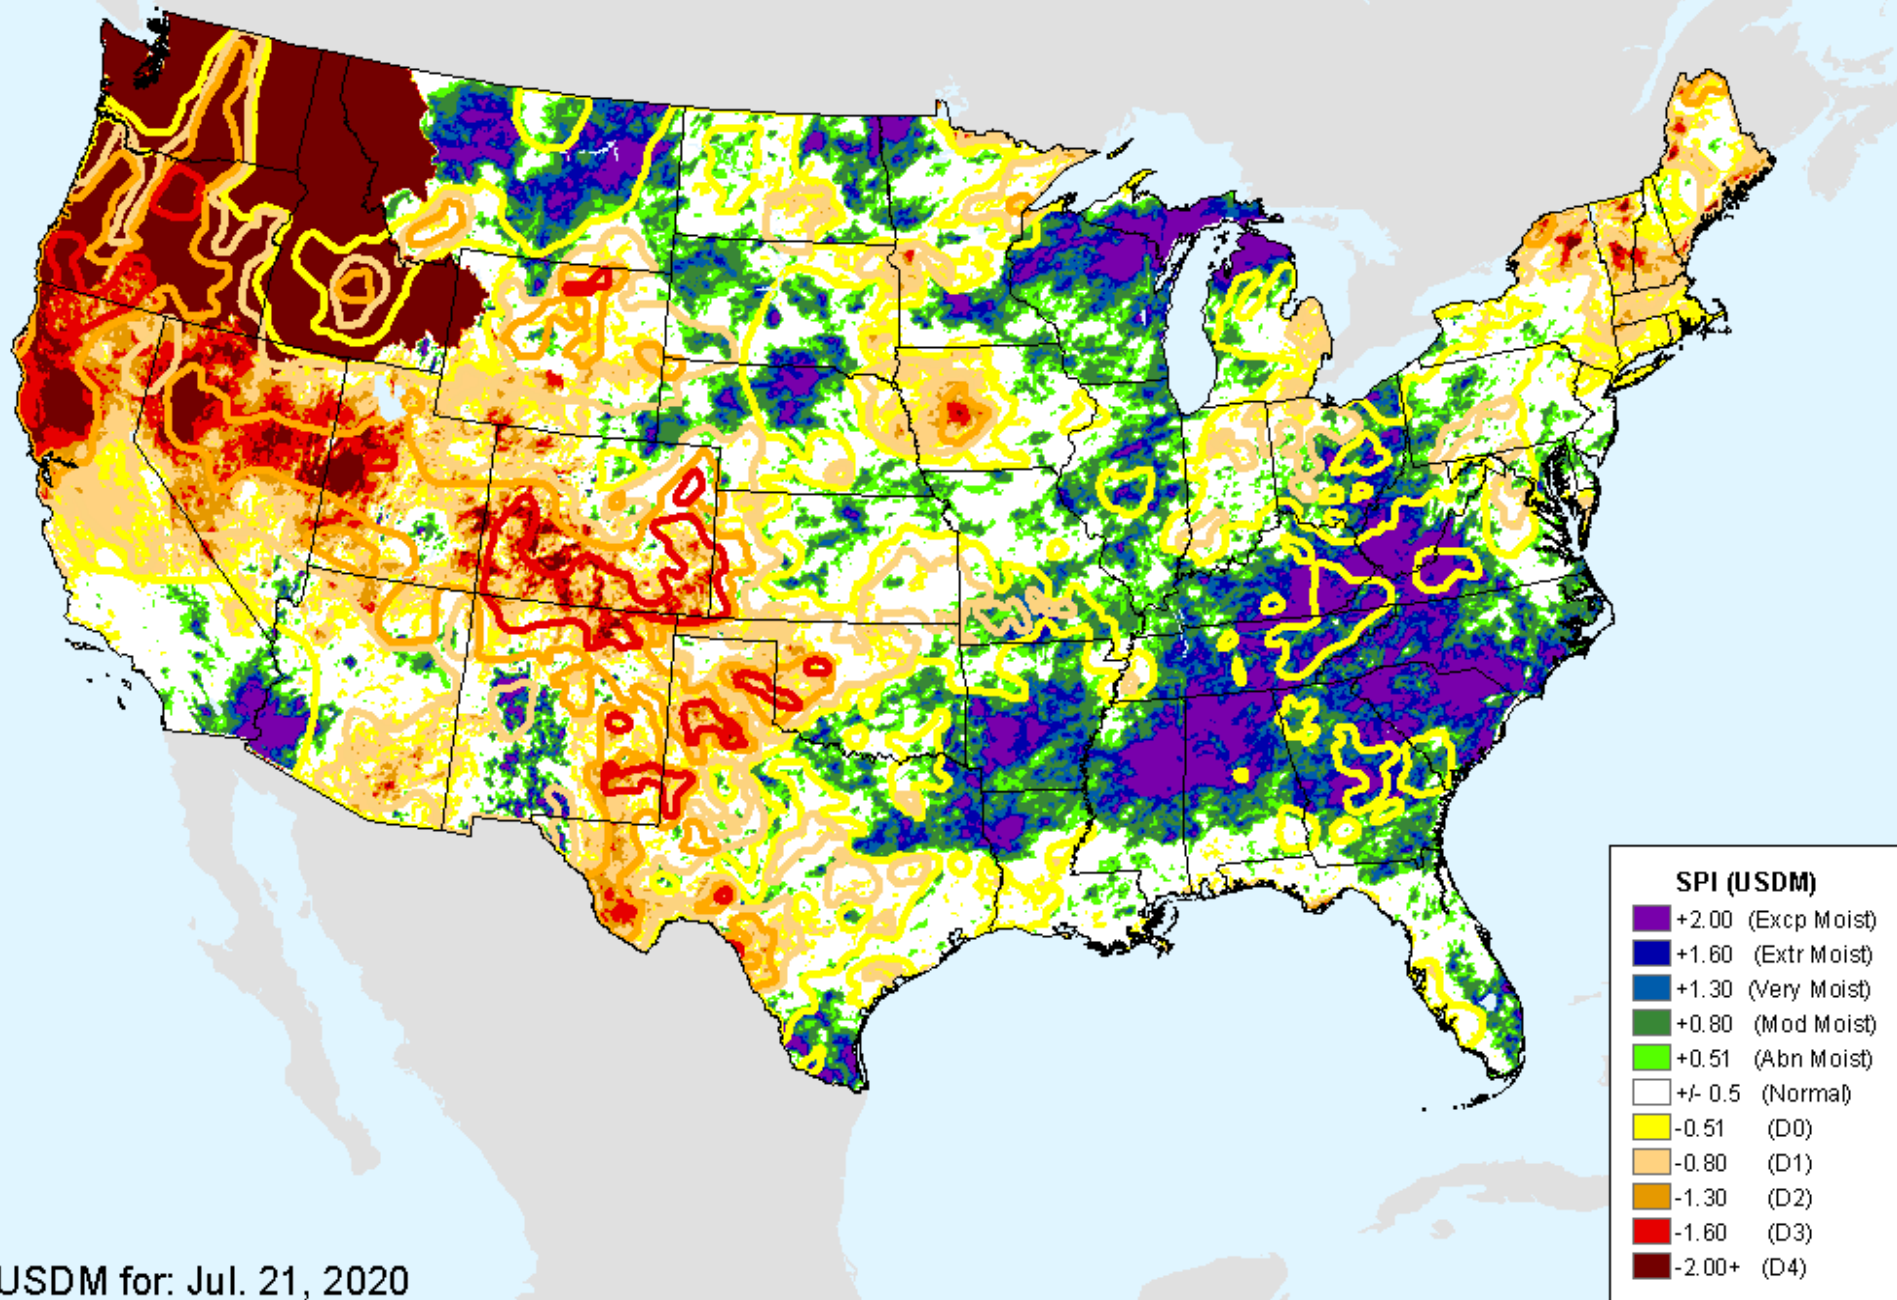 SPI (USDM)
+2.00 (Excp Moist)
+1.60 (Extr Moist)
+1.30 (Very Moist)
+0.80 (Mod Moist)
+0.51 (Abn Moist)
+/- 0.5 (Normal)
-0.51 (D0)
-0.80 (D1)
-1.30 (D2)
-1.60 (D3)
-2.00+ (D4)
USDM for: Jul. 21, 2020